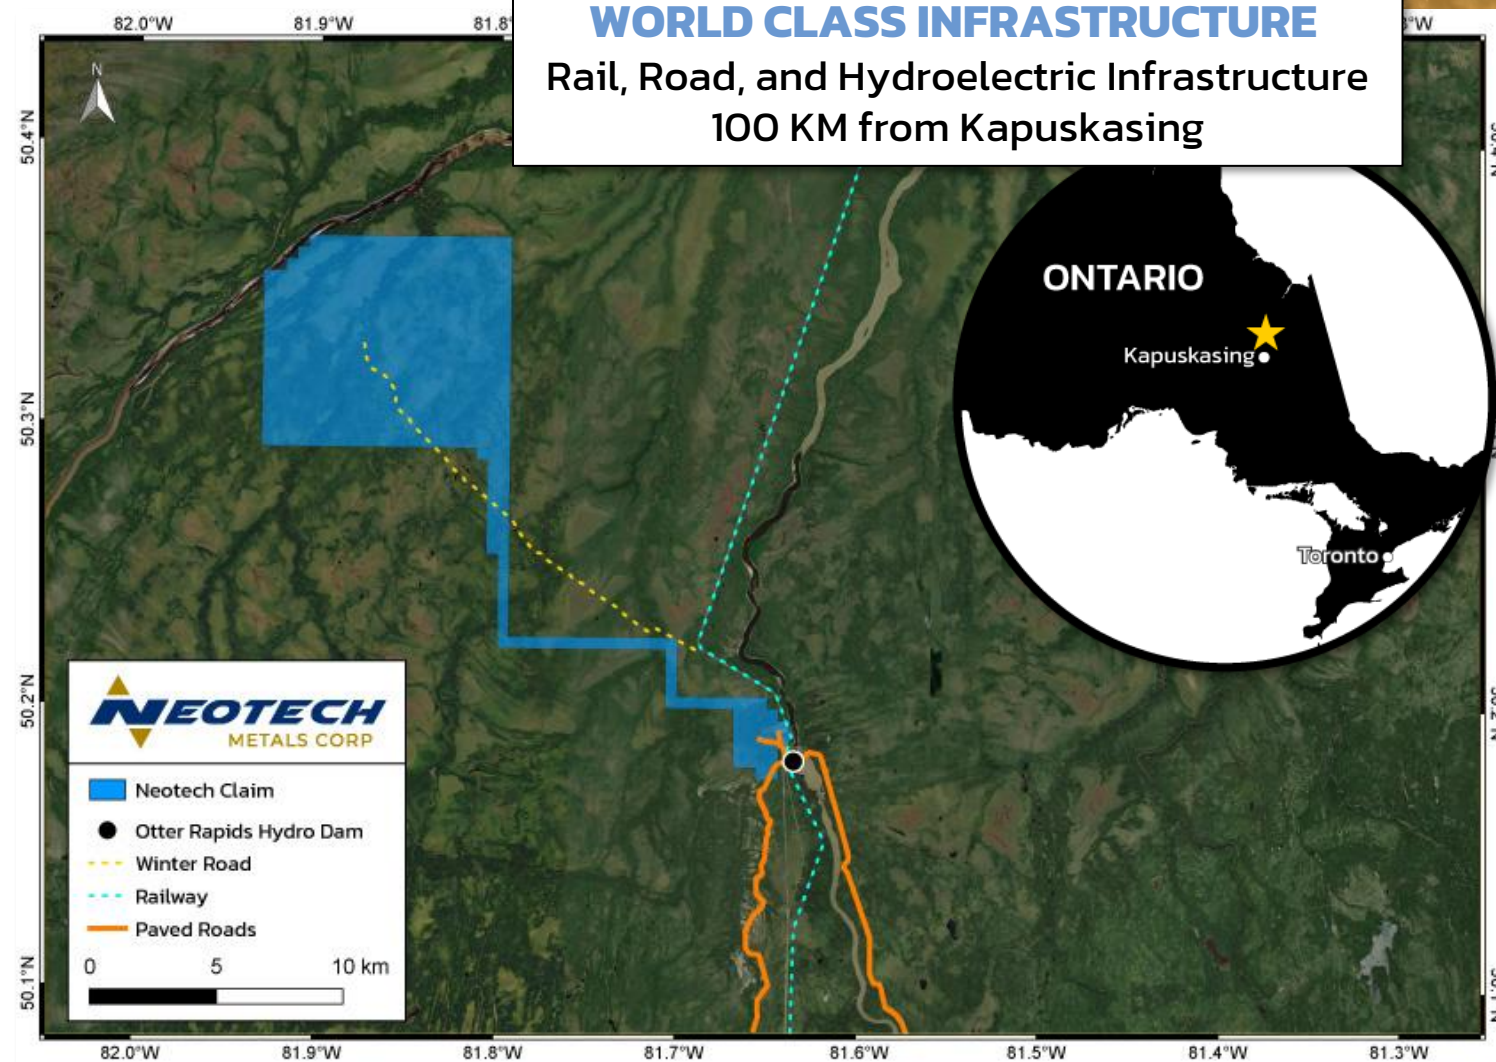 WORLD CLASS INFRASTRUCTURE
Rail, Road, and Hydroelectric Infrastructure
100 KM from Kapuskasing
82.0°W 81.9°W
N
50.4°N
50.3°N
50.2°N
50.1°N
ONTARIO
Kapuskasing
Toronto
NEOTECH
METALS CORP
Neotech Claim
Otter Rapids Hydro Dam
Winter Road
Railway
Paved Roads
0 5 10 km
82.0°W 81.9°W 81.8°W 81.7°W 81.6°W 81.5°W 81.4°W 81.3°W